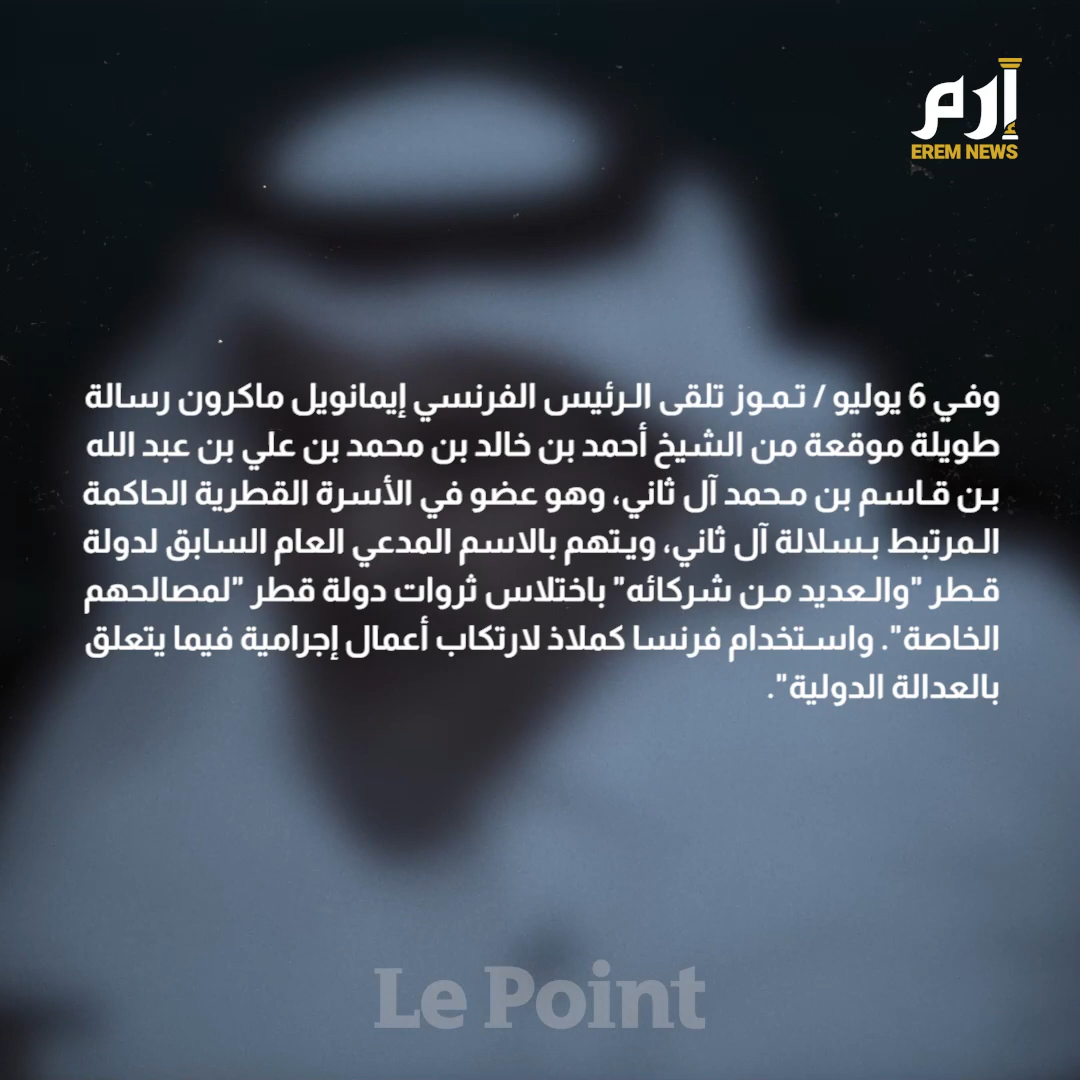 إرم
EREM NEWS
وفي 6 يوليو / تموز تلقى الرئيس الفرنسي إيمانويل ماكرون رسالة
طويلة موقعة من الشيخ أحمد بن خالد بن محمد بن علي بن عبد الله
بن قاسم بن محمد آل ثاني، وهو عضو في الأسرة القطرية الحاكمة
المرتبط بسلالة آل ثاني، ويتهم بالاسم المدعي العام السابق لدولة
قطر "والعديد من شركائه" باختلاس ثروات دولة قطر "لمصالحهم
الخاصة". واستخدام فرنسا كملاذ لارتكاب أعمال إجرامية فيما يتعلق
بالعدالة الدولية".
Le Point